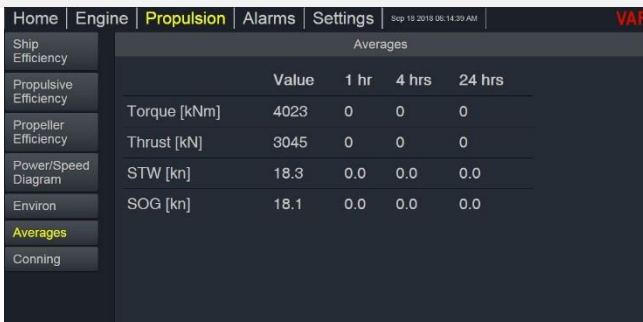 Home Engine Propulsion Alarms Settings Sep 18 2018 06:14:39 AM VAF
Ship
Efficiency
Propulsive
Efficiency
Propeller
Efficiency
Power/Speed
Diagram
Environ
Averages
Conning
Averages
Value 1 hr 4 hrs 24 hrs
Torque [kNm] 4023 0 0 0
Thrust [kN] 3045 0 0 0
STW [kn] 18.3 0.0 0.0 0.0
SOG [kn] 18.1 0.0 0.0 0.0